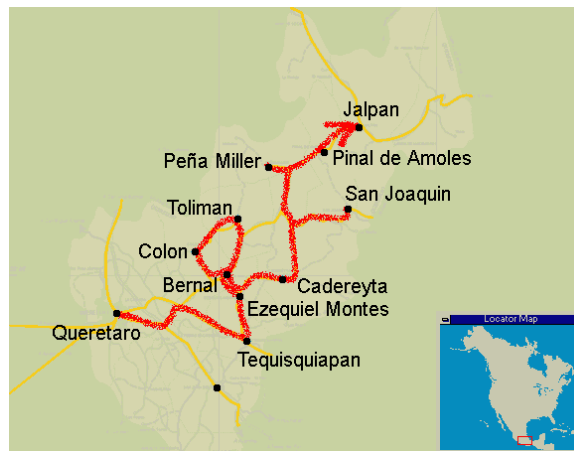 Jalpan
Peña Miller
Pinal de Amoles
San Joaquin
Toliman
Colon
Bernal
Cadereyta
Ezequiel Montes
Queretaro
Tequisquiapan
Locator Map